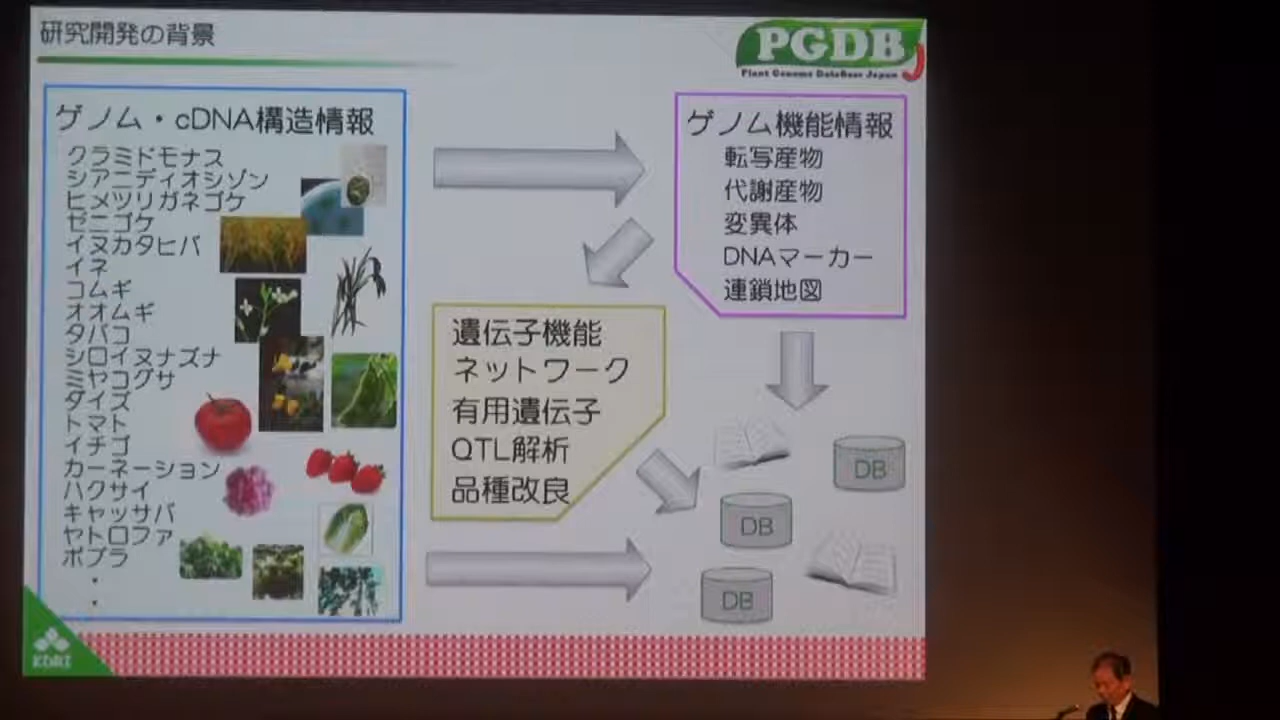 研究開発の背景
PGDBj
Plant Genome DataBase Japan
ゲノム・cDNA構造情報
クラミドモナス
シアニディオシゾン
ヒメツリガネゴケ
ゼニゴケ
イヌカタヒバ
イネ
コムギ
オオムギ
タバコ
シロイヌナズナ
ミヤコグサ
ダイズ
トマト
イチゴ
カーネーション
ハクサイ
キャッサバ
ヤトロファ
ポプラ
・
・
ゲノム機能情報
転写産物
代謝産物
変異体
DNAマーカー
連鎖地図
遺伝子機能
ネットワーク
有用遺伝子
QTL解析
品種改良
DB
DB
DB
KDRI